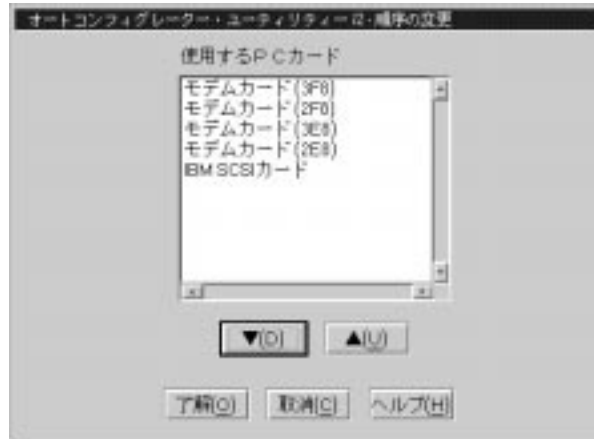 オートコンフィグレーター・ユーティリティー /2・順序の変更
使用するPCカード
モデムカード(3F8)
モデムカード(2F8)
モデムカード(3E8)
モデムカード(2E8)
IBM SCSIカード
▼(D) ▲(U)
了解(O) 取消(C) ヘルプ(H)